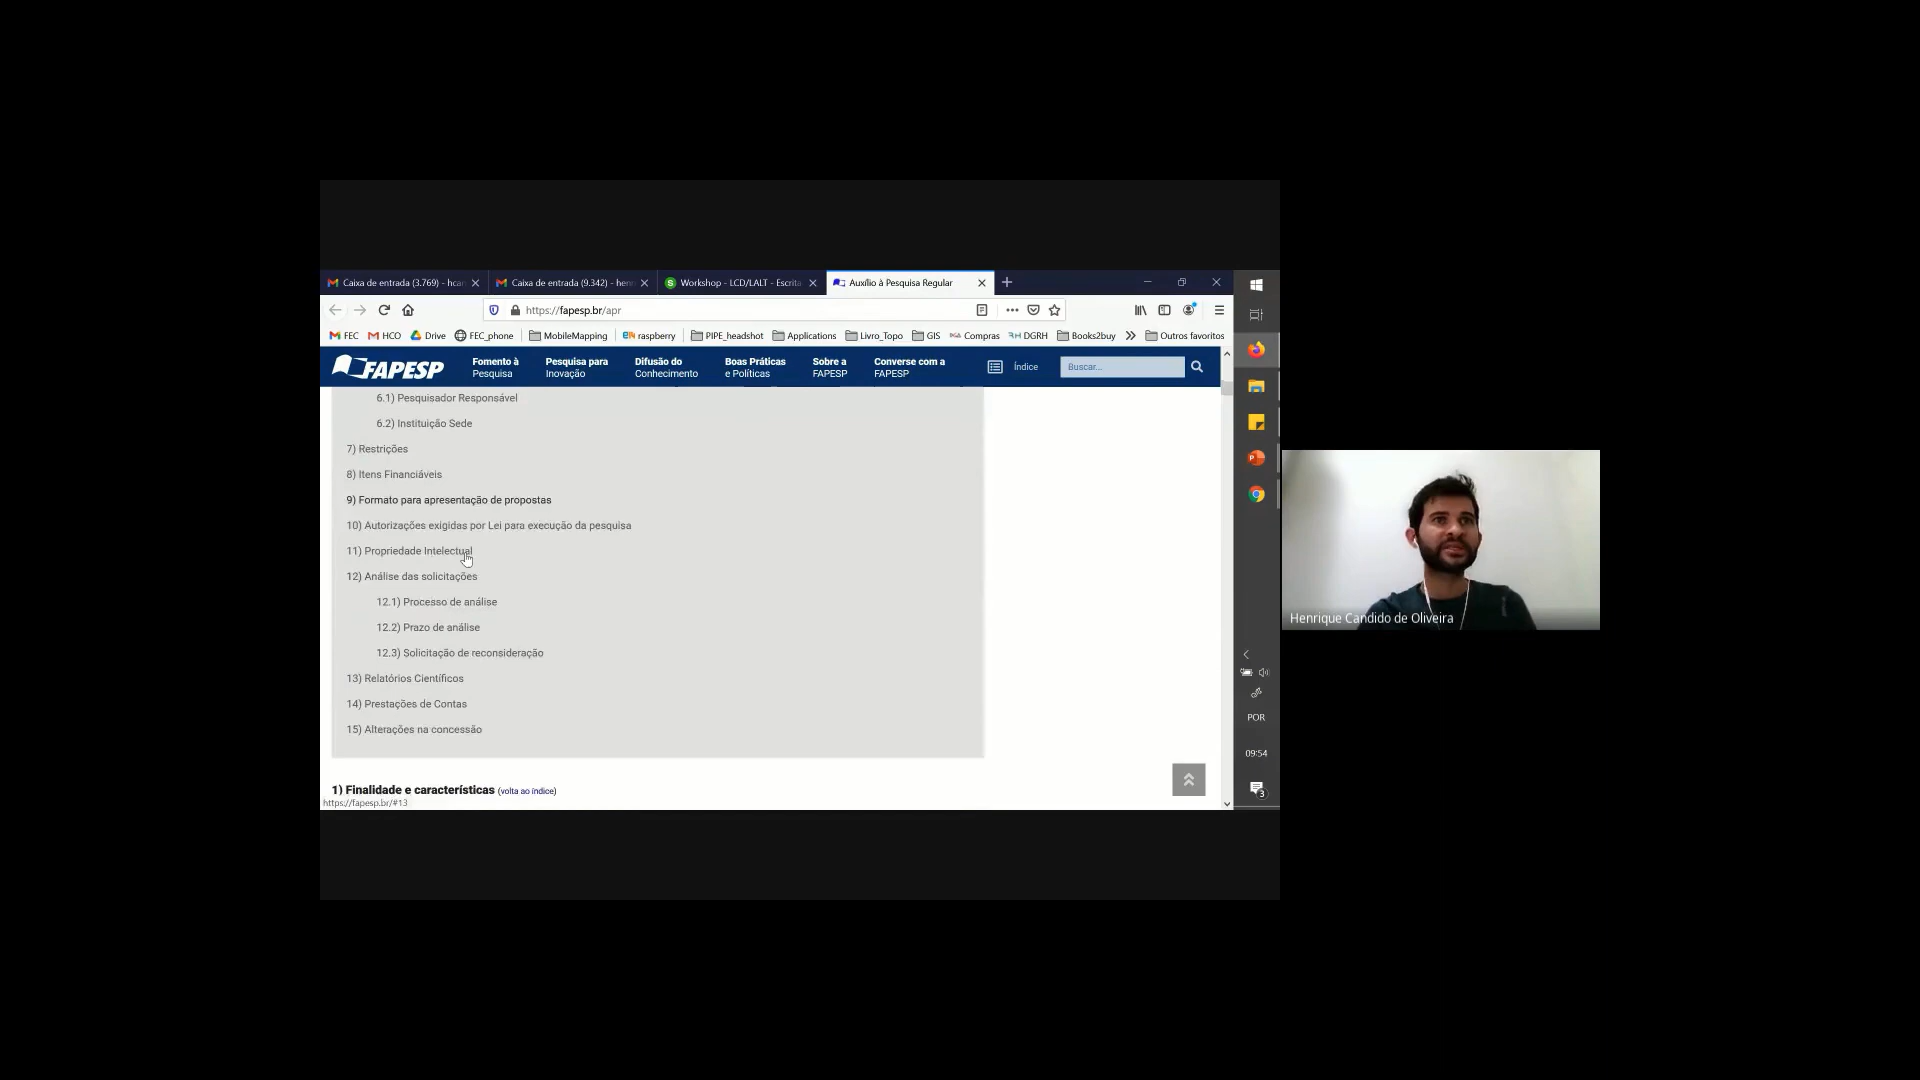 Caixa de entrada (3.769) - hcan
Caixa de entrada (9.342) - henri
Workshop - LCD/LALT - Escrita
Auxílio à Pesquisa Regular
https://fapesp.br/apr
FEC
HCO
Drive
FEC_phone
MobileMapping
raspberry
PIPE_headshot
Applications
Livro_Topo
GIS
Compras
DGRH
Books2buy
Outros favoritos
FAPESP
Fomento à
Pesquisa
Pesquisa para
Inovação
Difusão do
Conhecimento
Boas Práticas
e Políticas
Sobre a
FAPESP
Converse com a
FAPESP
Índice
Buscar...
6.1) Pesquisador Responsável
6.2) Instituição Sede
7) Restrições
8) Itens Financiáveis
9) Formato para apresentação de propostas
10) Autorizações exigidas por Lei para execução da pesquisa
11) Propriedade Intelectual
12) Análise das solicitações
12.1) Processo de análise
12.2) Prazo de análise
12.3) Solicitação de reconsideração
13) Relatórios Científicos
14) Prestações de Contas
15) Alterações na concessão
1) Finalidade e características (volta ao índice)
https://fapesp.br/#13
POR
09:54
3
Henrique Candido de Oliveira